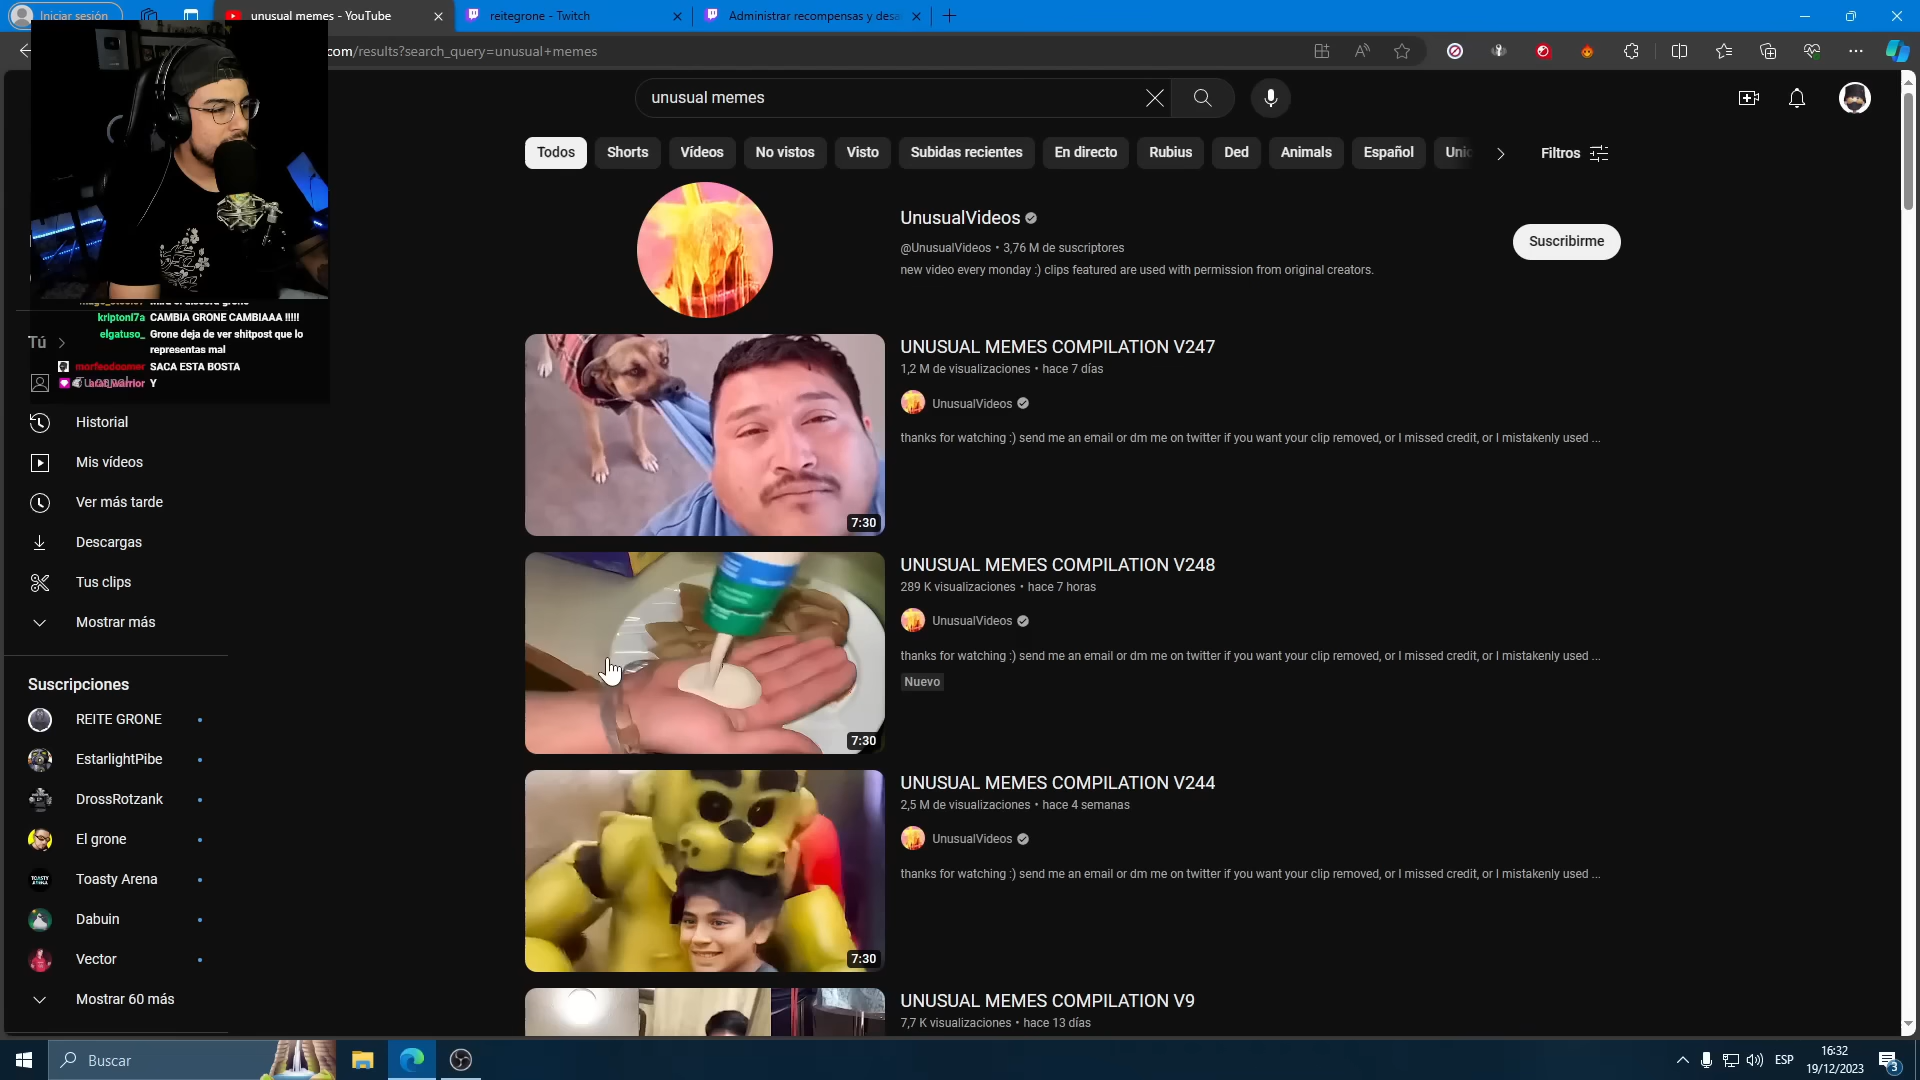 Iniciar sesión
unusual memes - YouTube
reitegrone - Twitch
Administrar recompensas y desa
com/results?search_query=unusual+memes
unusual memes
Todos
Shorts
Vídeos
No vistos
Visto
Subidas recientes
En directo
Rubius
Ded
Animals
Español
Filtros
UnusualVideos
@UnusualVideos • 3,76 M de suscriptores
new video every monday :) clips featured are used with permission from original creators.
Suscribirme
kriptonl7a CAMBIA GRONE CAMBIAAA !!!!!
elgatuso_ Grone deja de ver shitpost que lo
representas mal
SACA ESTA BOSTA
Y
Tú
Historial
Mis vídeos
Ver más tarde
Descargas
Tus clips
Mostrar más
Suscripciones
REITE GRONE
EstarlightPibe
DrossRotzank
El grone
Toasty Arena
Dabuin
Vector
Mostrar 60 más
UNUSUAL MEMES COMPILATION V247
1,2 M de visualizaciones • hace 7 días
UnusualVideos
thanks for watching :) send me an email or dm me on twitter if you want your clip removed, or I missed credit, or I mistakenly used ...
7:30
UNUSUAL MEMES COMPILATION V248
289 K visualizaciones • hace 7 horas
UnusualVideos
thanks for watching :) send me an email or dm me on twitter if you want your clip removed, or I missed credit, or I mistakenly used ...
Nuevo
7:30
UNUSUAL MEMES COMPILATION V244
2,5 M de visualizaciones • hace 4 semanas
UnusualVideos
thanks for watching :) send me an email or dm me on twitter if you want your clip removed, or I missed credit, or I mistakenly used ...
7:30
UNUSUAL MEMES COMPILATION V9
7,7 K visualizaciones • hace 13 días
Buscar
ESP
16:32
19/12/2023
3